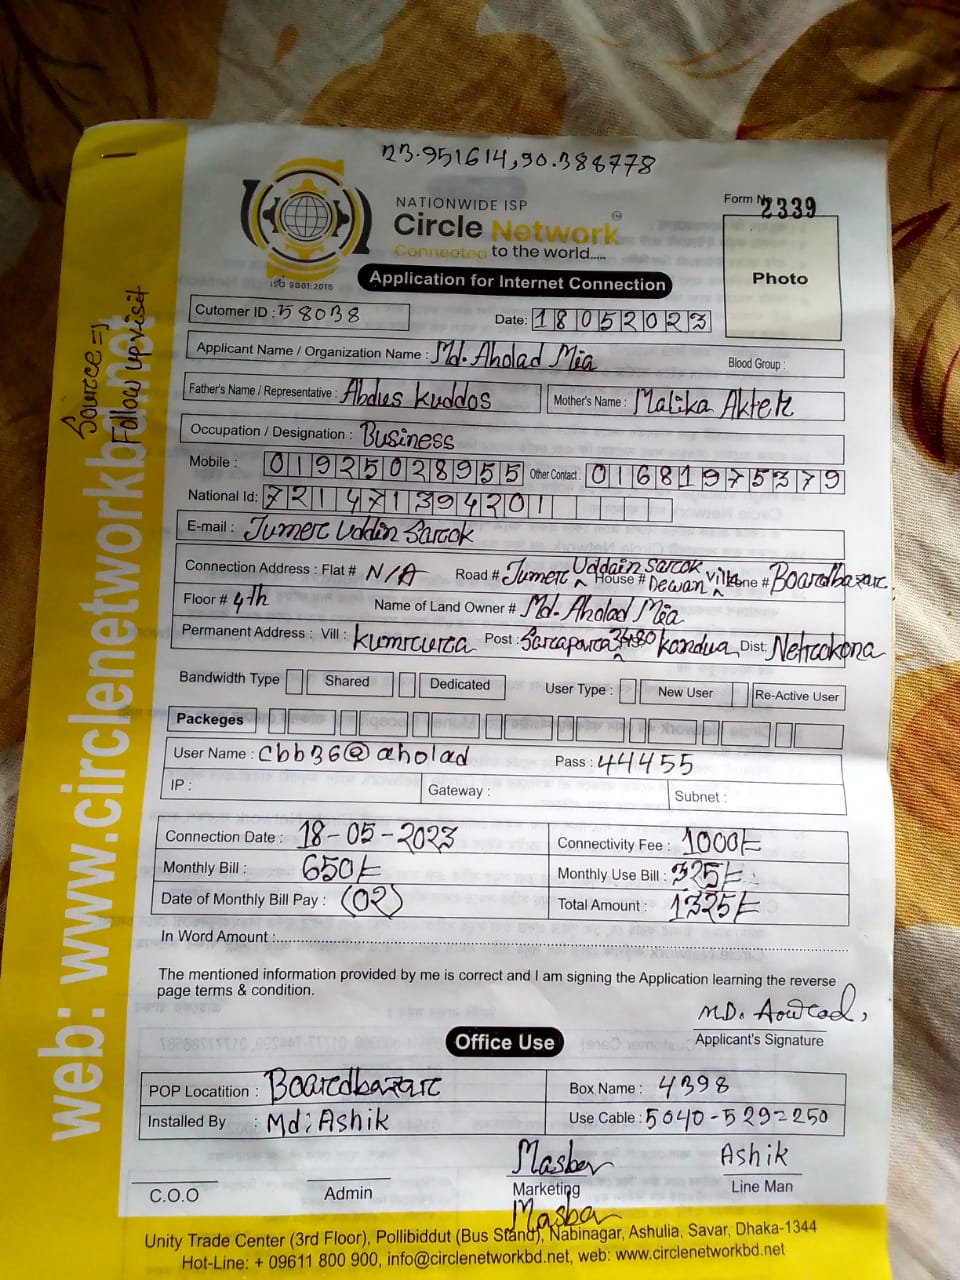 23.951614,90.388778
NATIONWIDE ISP
Circle Network
Connected to the world.....
ISO 9001:2015
Form No
2339
Photo
Application for Internet Connection
Cutomer ID : 58038
Date: 18052023
Applicant Name / Organization Name : Md. Aholad Mia
Blood Group :
Father's Name / Representative : Abdus Kuddos
Mother's Name : Malika Akter
Occupation / Designation : Business
Mobile : 01925028955 Other Contact : 01681975379
National Id: 721471394201
E-mail : Jumer Uddin Sarok
Connection Address : Flat # N/A Road # Jumer Uddain Sarok House # Dewan villa Zone # Boardbazar
Floor # 4th Name of Land Owner # Md. Aholad Mia
Permanent Address : Vill : Kumrura Post : 3480 Kandua, Dist: Netrokona
Bandwidth Type Shared Dedicated User Type : New User Re-Active User
Packeges
User Name : cbb36@aholad Pass : 44455
IP : Gateway : Subnet :
Connection Date : 18-05-2023 Connectivity Fee : 1000/-
Monthly Bill : 650/- Monthly Use Bill : 325/-
Date of Monthly Bill Pay : (02) Total Amount : 1325/-
In Word Amount :
The mentioned information provided by me is correct and I am signing the Application learning the reverse
page terms & condition.
MD. Aowlad
Applicant's Signature
Office Use
POP Locatition : Boardbazar Box Name : 4398
Installed By : Md: Ashik Use Cable : 5040-529=250
Masber Ashik
C.O.O Admin Marketing Line Man
Masber
Unity Trade Center (3rd Floor), Pollibiddut (Bus Stand), Nabinagar, Ashulia, Savar, Dhaka-1344
Hot-Line: + 09611 800 900, info@circlenetworkbd.net, web: www.circlenetworkbd.net
web: www.circlenetworkbd.net
Source =>
Follow up visit